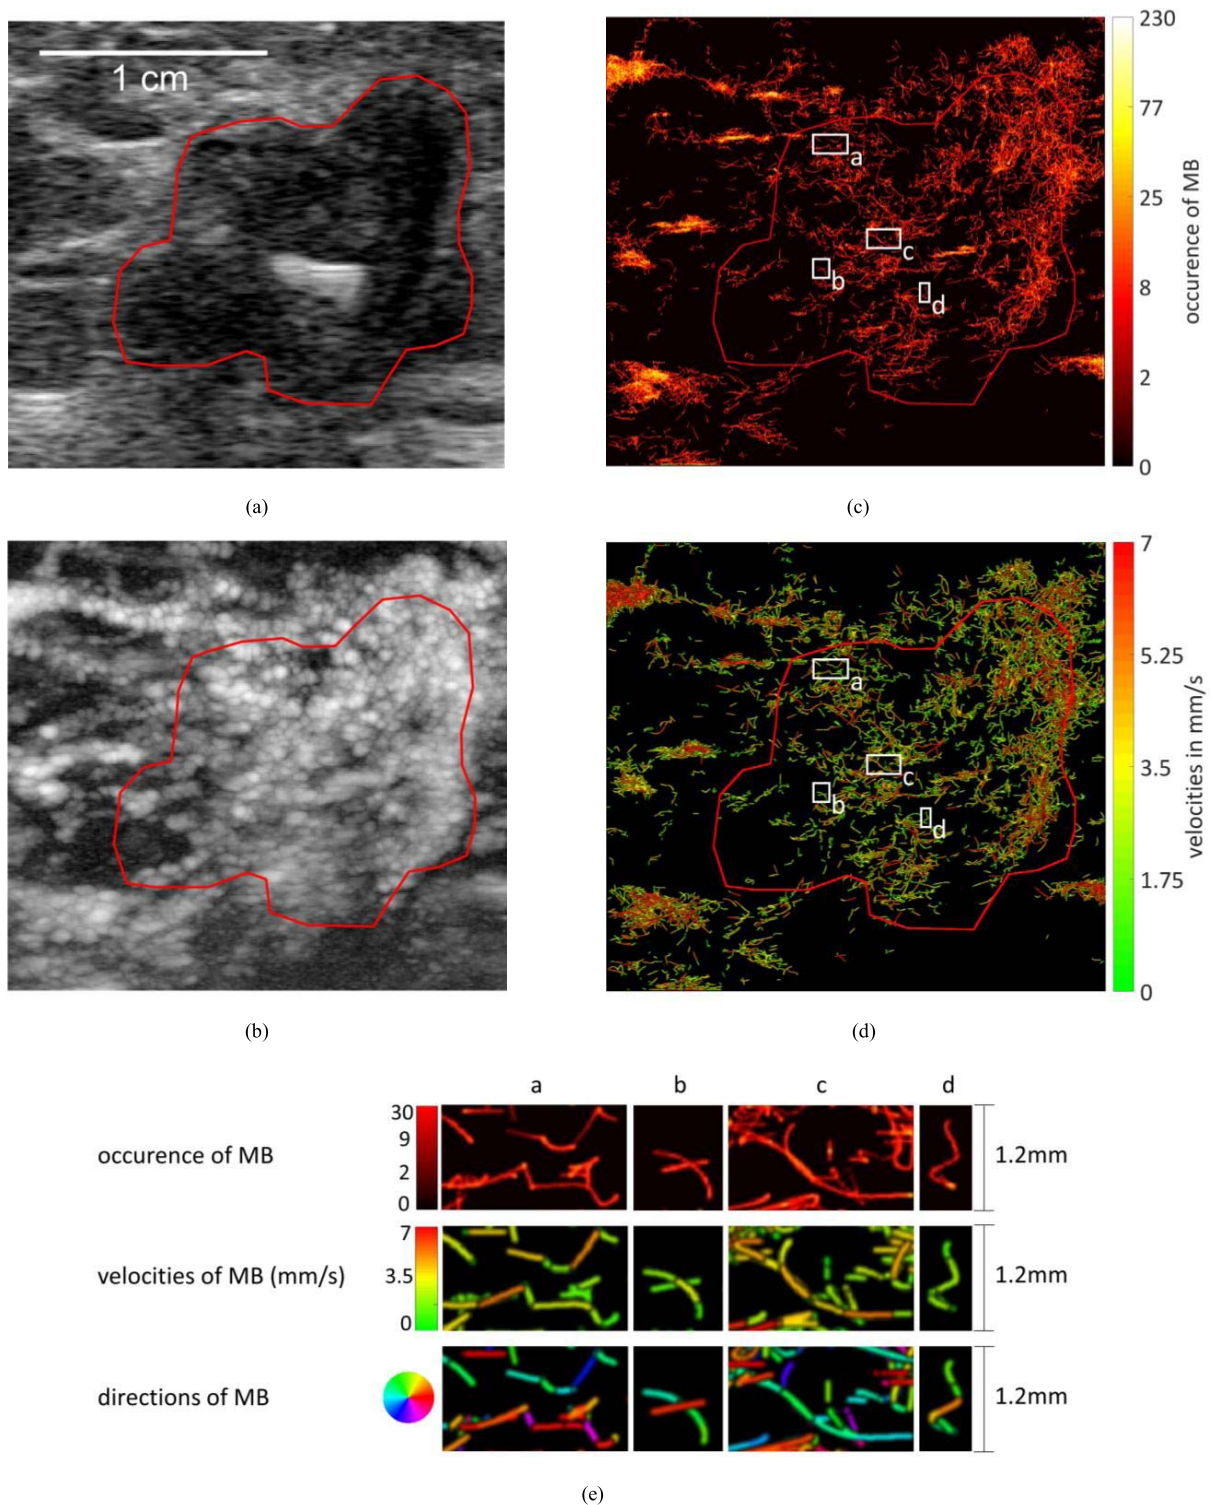 1 cm
230
77
25
8
2
0
occurence of MB
a
c
b
d
(a)
(c)
7
5.25
3.5
1.75
0
velocities in mm/s
a
c
b
d
(b)
(d)
a b c d
occurence of MB
30
9
2
0
1.2mm
velocities of MB (mm/s)
7
3.5
0
1.2mm
directions of MB
1.2mm
(e)